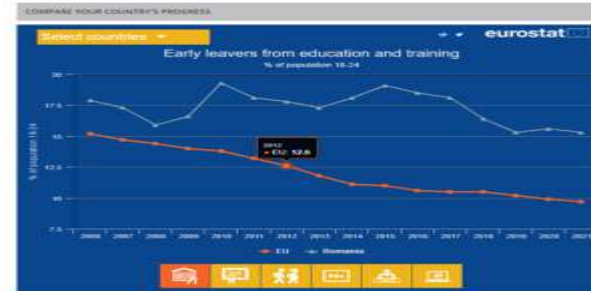 COMPARE YOUR COUNTRY'S PROGRESS
Select countries
eurostat
Early leavers from education and training
% of population 18-24
20
17.5
15
12.5
10
7.5
% of population 18-24
2012
EU: 12.6
2006 2007 2008 2009 2010 2011 2012 2013 2014 2015 2016 2017 2018 2019 2020 2021
EU Romania